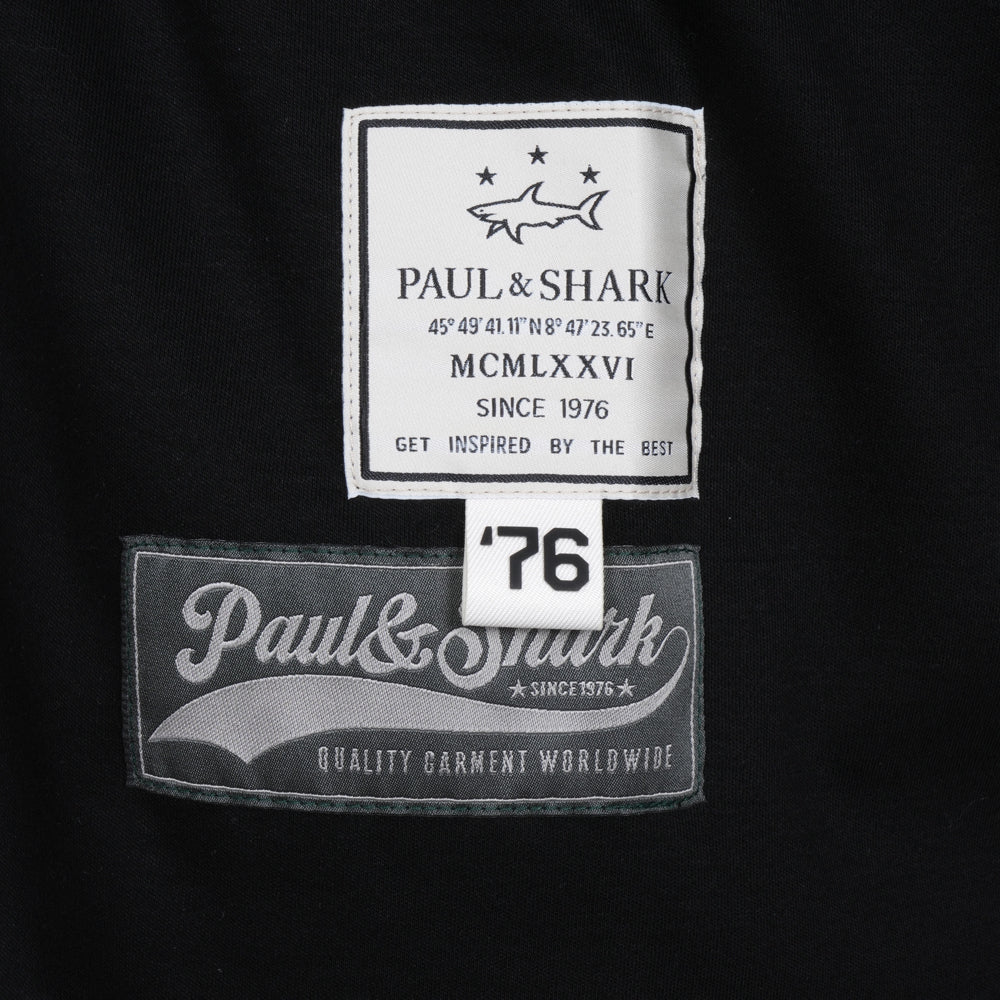 PAUL & SHARK
45° 49' 41.11" N 8° 47' 23.65" E
MCMLXXVI
SINCE 1976
GET INSPIRED BY THE BEST
'76
Paul & Shark
★SINCE1976★
QUALITY GARMENT WORLDWIDE